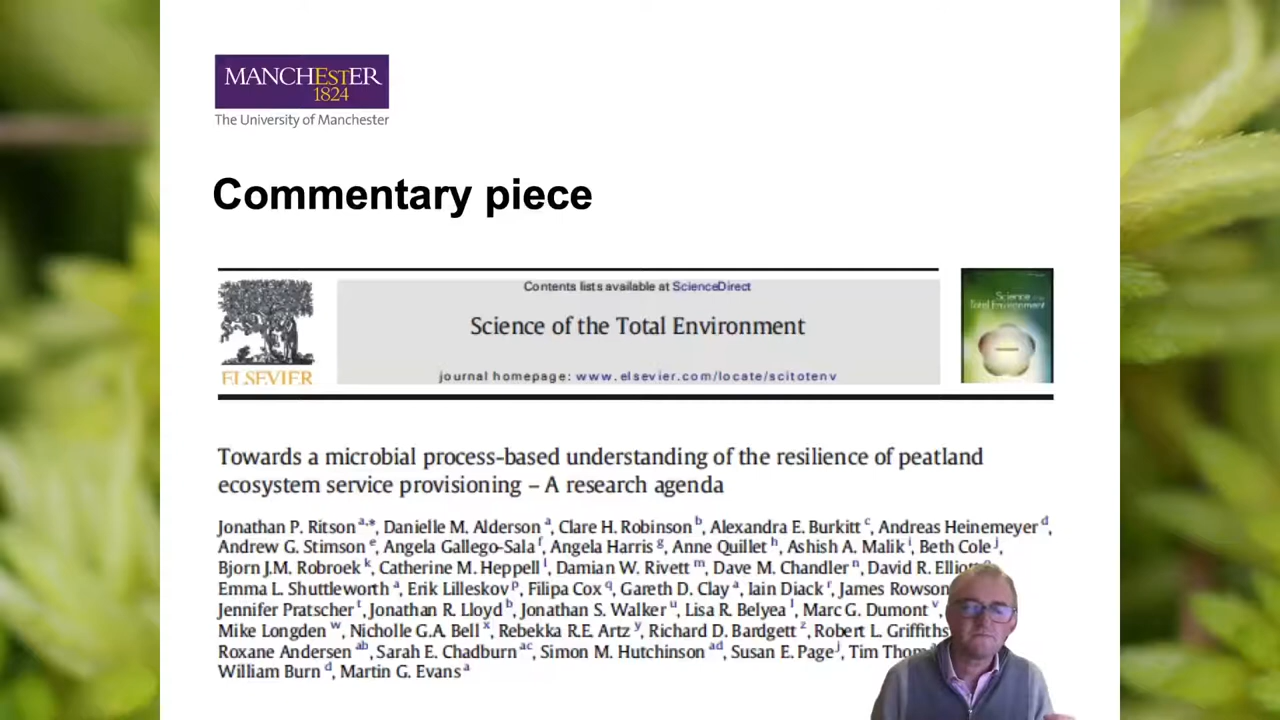 MANCHESTER
1824
The University of Manchester
Commentary piece
Contents lists available at ScienceDirect
Science of the Total Environment
journal homepage: www.elsevier.com/locate/scitotenv
ELSEVIER
Science of the
Total Environment
Towards a microbial process-based understanding of the resilience of peatland
ecosystem service provisioning – A research agenda
Jonathan P. Ritson a,*, Danielle M. Alderson a, Clare H. Robinson b, Alexandra E. Burkitt c, Andreas Heinemeyer d,
Andrew G. Stimson e, Angela Gallego-Sala f, Angela Harris g, Anne Quillet h, Ashish A. Malik i, Beth Cole j,
Bjorn J.M. Robroek k, Catherine M. Heppell l, Damian W. Rivett m, Dave M. Chandler n, David R. Elliott
Emma L. Shuttleworth a, Erik Lilleskov p, Filipa Cox q, Gareth D. Clay a, Iain Diack r, James Rowson
Jennifer Pratscher t, Jonathan R. Lloyd b, Jonathan S. Walker u, Lisa R. Belyea l, Marc G. Dumont v,
Mike Longden w, Nicholle G.A. Bell x, Rebekka R.E. Artz y, Richard D. Bardgett z, Robert I. Griffiths
Roxane Andersen ab, Sarah E. Chadburn ac, Simon M. Hutchinson ad, Susan E. Page j, Tim
William Burn d, Martin G. Evans a